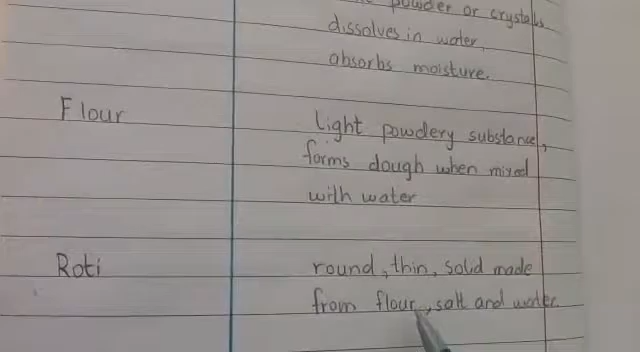 powder or crystals
dissolves in water,
absorbs moisture.
Flour
light powdery substance,
forms dough when mixed
with water
Roti
round, thin, solid made
from flour, salt and water